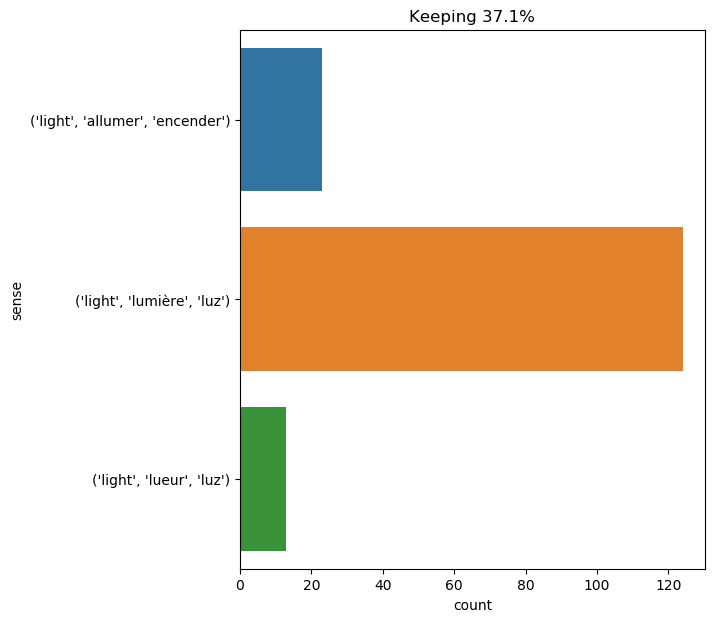 Keeping 37.1%
sense
('light', 'allumer', 'encender')
('light', 'lumière', 'luz')
('light', 'lueur', 'luz')
0 20 40 60 80 100 120
count